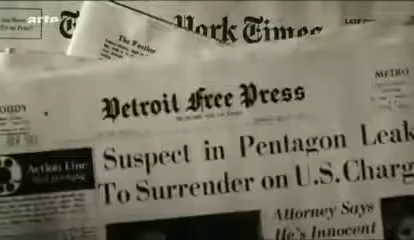 arte
York Times
LATE
The Weather
Detroit Free Press
METRO
Action Line
Suspect in Pentagon Leak
To Surrender on U.S. Charg
Attorney Says
He's Innocent